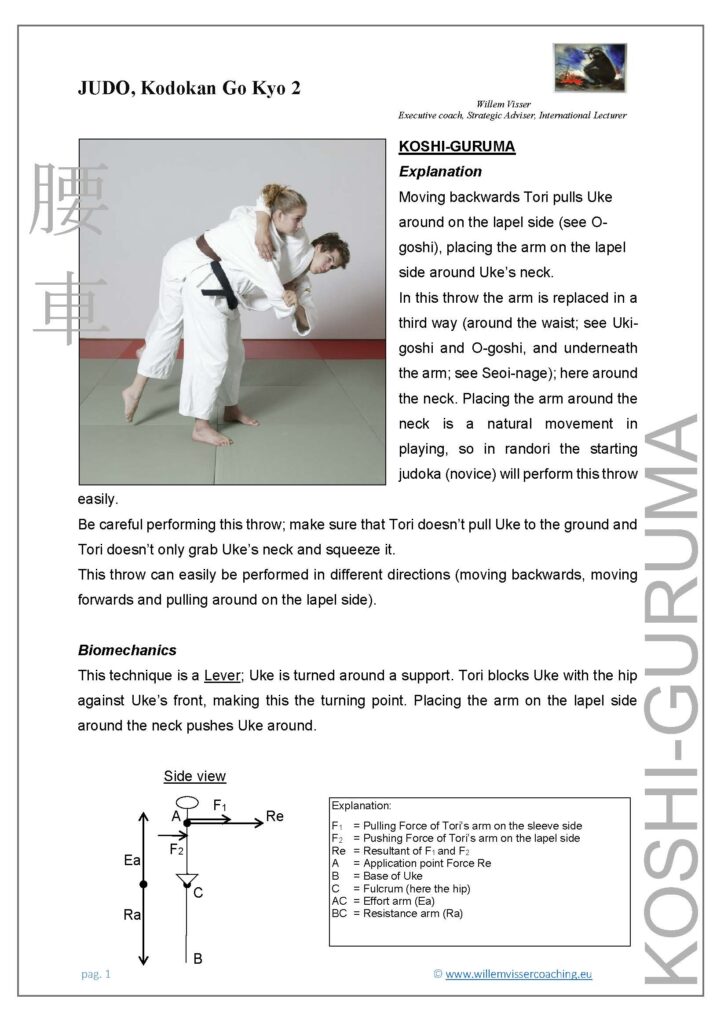 JUDO, Kodokan Go Kyo 2
Willem Visser
Executive coach, Strategic Adviser, International Lecturer
腰
車
KOSHI-GURUMA
Explanation
Moving backwards Tori pulls Uke
around on the lapel side (see O-
goshi), placing the arm on the lapel
side around Uke's neck.
In this throw the arm is replaced in a
third way (around the waist; see Uki-
goshi and O-goshi, and underneath
the arm; see Seoi-nage); here around
the neck. Placing the arm around the
neck is a natural movement in
playing, so in randori the starting
judoka (novice) will perform this throw
easily.
Be careful performing this throw; make sure that Tori doesn't pull Uke to the ground and
Tori doesn't only grab Uke's neck and squeeze it.
This throw can easily be performed in different directions (moving backwards, moving
forwards and pulling around on the lapel side).
Biomechanics
This technique is a Lever; Uke is turned around a support. Tori blocks Uke with the hip
against Uke's front, making this the turning point. Placing the arm on the lapel side
around the neck pushes Uke around.
KOSHI-GURUMA
Side view
F1
A
Re
F2
Ea
C
Ra
B
Explanation:
F1 = Pulling Force of Tori's arm on the sleeve side
F2 = Pushing Force of Tori's arm on the lapel side
Re = Resultant of F1 and F2
A = Application point Force Re
B = Base of Uke
C = Fulcrum (here the hip)
AC = Effort arm (Ea)
BC = Resistance arm (Ra)
pag. 1
© www.willemvissercoaching.eu